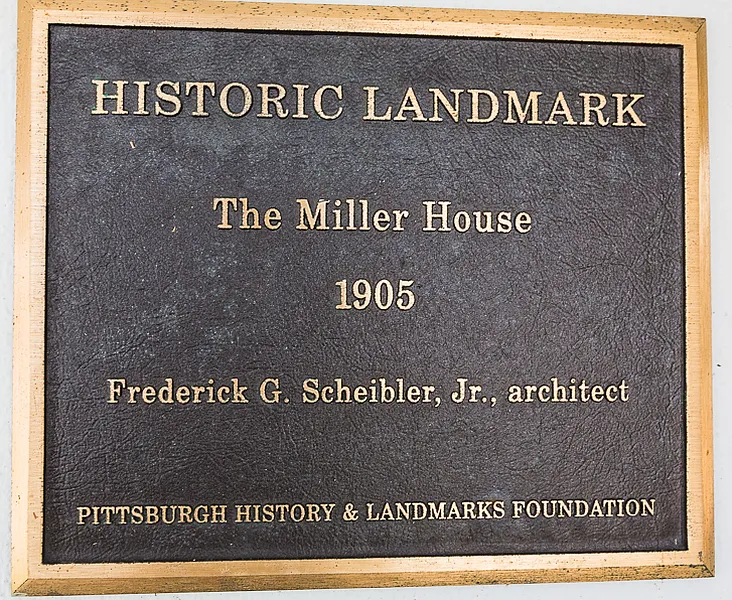 HISTORIC LANDMARK
The Miller House
1905
Frederick G. Scheibler, Jr., architect
PITTSBURGH HISTORY & LANDMARKS FOUNDATION